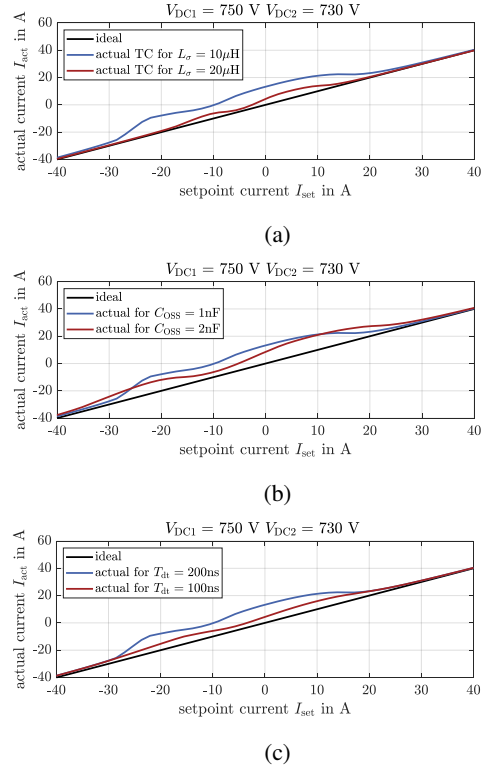 V_DC1 = 750 V V_DC2 = 730 V
60
40
20
0
-20
-40
actual current I_act in A
ideal
actual TC for L_σ = 10μH
actual TC for L_σ = 20μH
-40 -30 -20 -10 0 10 20 30 40
setpoint current I_set in A
(a)
V_DC1 = 750 V V_DC2 = 730 V
60
40
20
0
-20
-40
actual current I_act in A
ideal
actual for C_OSS = 1nF
actual for C_OSS = 2nF
-40 -30 -20 -10 0 10 20 30 40
setpoint current I_set in A
(b)
V_DC1 = 750 V V_DC2 = 730 V
60
40
20
0
-20
-40
actual current I_act in A
ideal
actual for T_dt = 200ns
actual for T_dt = 100ns
-40 -30 -20 -10 0 10 20 30 40
setpoint current I_set in A
(c)